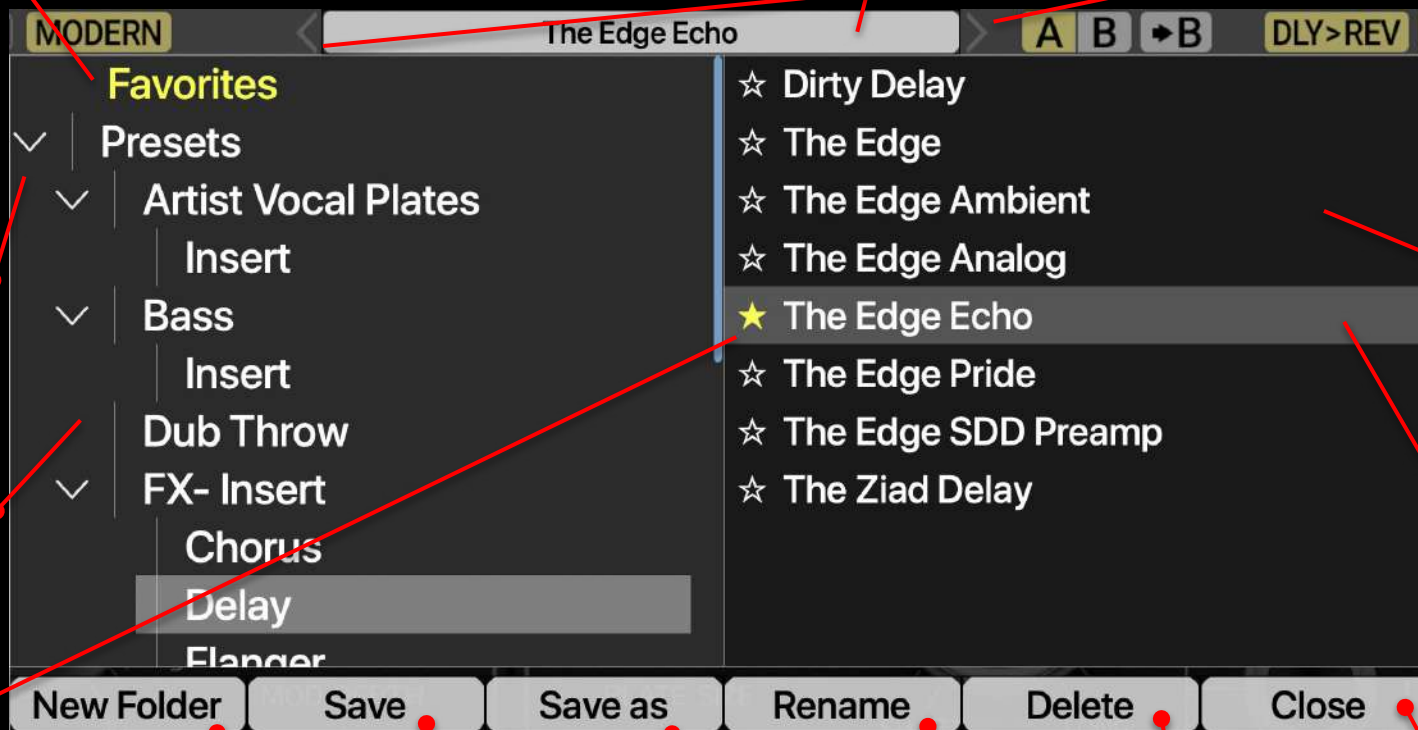 MODERN The Edge Echo A B →B DLY>REV
Favorites
Presets
Artist Vocal Plates
Insert
Bass
Insert
Dub Throw
FX- Insert
Chorus
Delay
Flanger
☆ Dirty Delay
☆ The Edge
☆ The Edge Ambient
☆ The Edge Analog
★ The Edge Echo
☆ The Edge Pride
☆ The Edge SDD Preamp
☆ The Ziad Delay
New Folder Save Save as Rename Delete Close